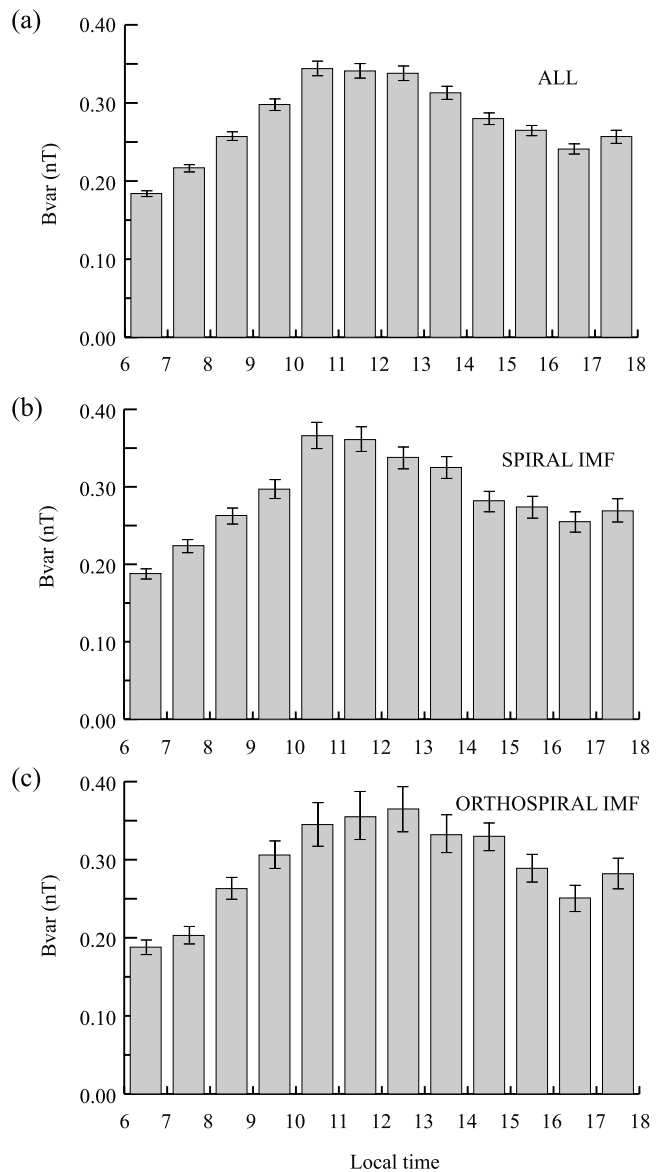 (a)
0.40
ALL
0.30
Bvar (nT)
0.20
0.10
0.00
6 7 8 9 10 11 12 13 14 15 16 17 18
(b)
0.40
SPIRAL IMF
0.30
Bvar (nT)
0.20
0.10
0.00
6 7 8 9 10 11 12 13 14 15 16 17 18
(c)
0.40
ORTHOSPIRAL IMF
0.30
Bvar (nT)
0.20
0.10
0.00
6 7 8 9 10 11 12 13 14 15 16 17 18
Local time